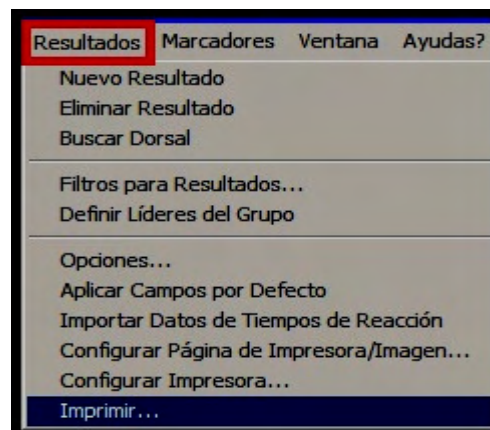 Resultados Marcadores Ventana Ayudas?
Nuevo Resultado
Eliminar Resultado
Buscar Dorsal
Filtros para Resultados...
Definir Líderes del Grupo
Opciones...
Aplicar Campos por Defecto
Importar Datos de Tiempos de Reacción
Configurar Página de Impresora/Imagen...
Configurar Impresora...
Imprimir...